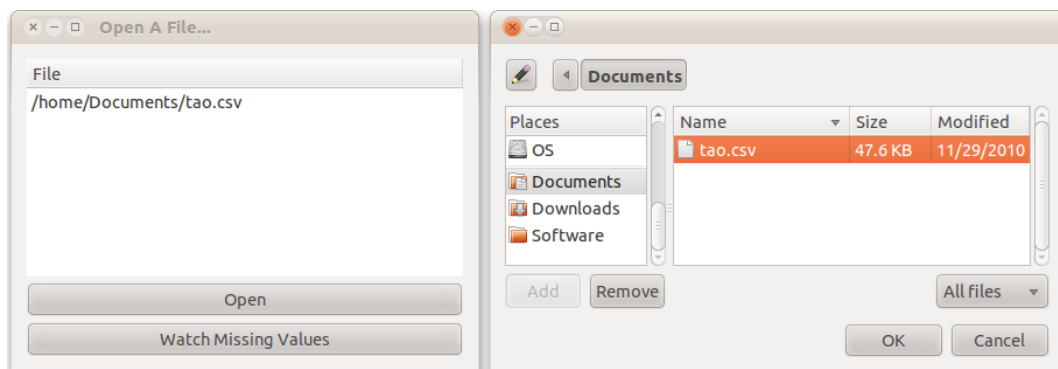 Open A File...
File
/home/Documents/tao.csv
Open
Watch Missing Values
Documents
Places
OS
Documents
Downloads
Software
Name Size Modified
tao.csv 47.6 KB 11/29/2010
Add Remove
All files
OK Cancel